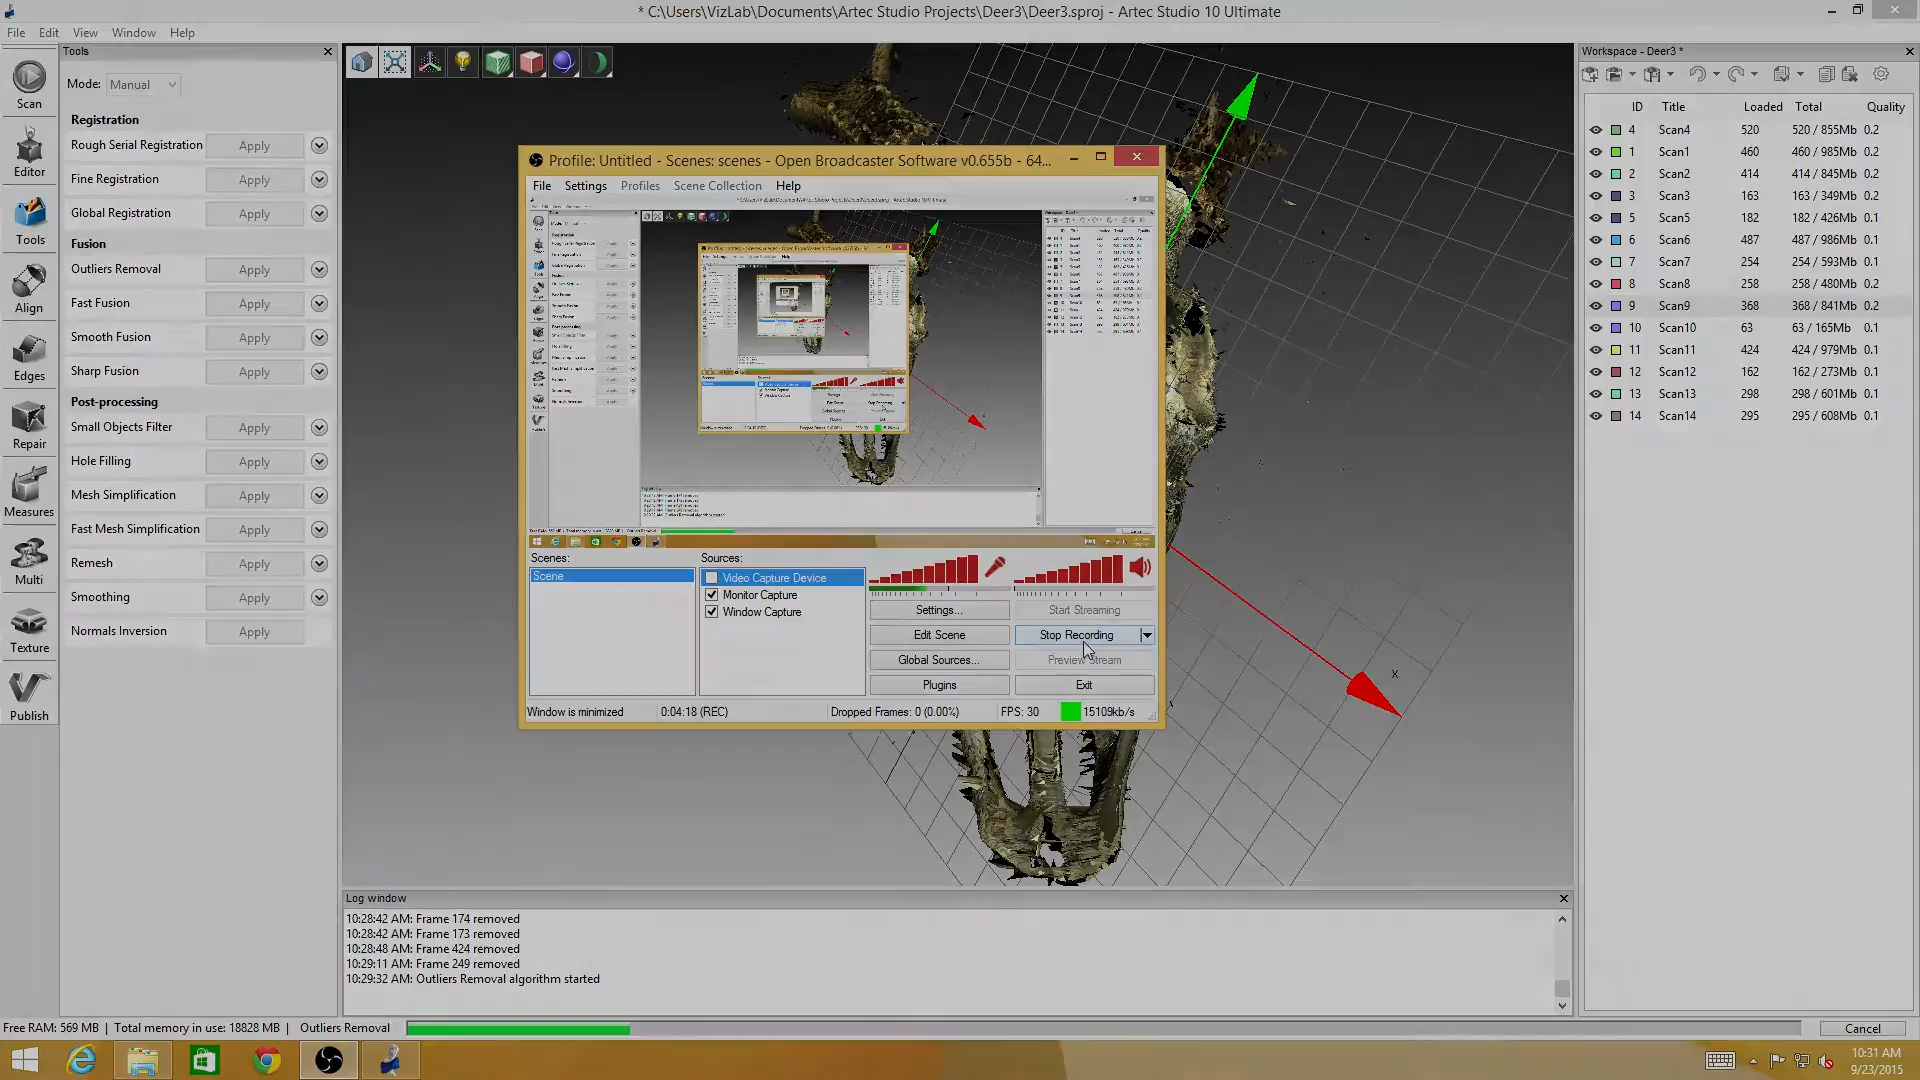 * C:\Users\VizLab\Documents\Artec Studio Projects\Deer3\Deer3.sproj - Artec Studio 10 Ultimate
File Edit View Window Help
Tools
Workspace - Deer3 *
Mode: Manual
Scan
Editor
Tools
Align
Edges
Repair
Measures
Multi
Texture
Publish
Registration
Rough Serial Registration Apply
Fine Registration Apply
Global Registration Apply
Fusion
Outliers Removal Apply
Fast Fusion Apply
Smooth Fusion Apply
Sharp Fusion Apply
Post-processing
Small Objects Filter Apply
Hole Filling Apply
Mesh Simplification Apply
Fast Mesh Simplification Apply
Remesh Apply
Smoothing Apply
Normals Inversion Apply
Profile: Untitled - Scenes: scenes - Open Broadcaster Software v0.655b - 64...
File Settings Profiles Scene Collection Help
Scenes:
Scene
Sources:
Video Capture Device
Monitor Capture
Window Capture
Settings... Start Streaming
Edit Scene Stop Recording
Global Sources... Preview Stream
Plugins Exit
Window is minimized 0:04:18 (REC) Dropped Frames: 0 (0.00%) FPS: 30 15109kb/s
x
ID Title Loaded Total Quality
4 Scan4 520 520 / 855Mb 0.2
1 Scan1 460 460 / 985Mb 0.2
2 Scan2 414 414 / 845Mb 0.2
3 Scan3 163 163 / 349Mb 0.2
5 Scan5 182 182 / 426Mb 0.1
6 Scan6 487 487 / 986Mb 0.1
7 Scan7 254 254 / 593Mb 0.1
8 Scan8 258 258 / 480Mb 0.2
9 Scan9 368 368 / 841Mb 0.2
10 Scan10 63 63 / 165Mb 0.1
11 Scan11 424 424 / 979Mb 0.1
12 Scan12 162 162 / 273Mb 0.1
13 Scan13 298 298 / 601Mb 0.1
14 Scan14 295 295 / 608Mb 0.1
Log window
10:28:42 AM: Frame 174 removed
10:28:42 AM: Frame 173 removed
10:28:48 AM: Frame 424 removed
10:29:11 AM: Frame 249 removed
10:29:32 AM: Outliers Removal algorithm started
Free RAM: 569 MB | Total memory in use: 18828 MB | Outliers Removal Cancel
10:31 AM
9/23/2015